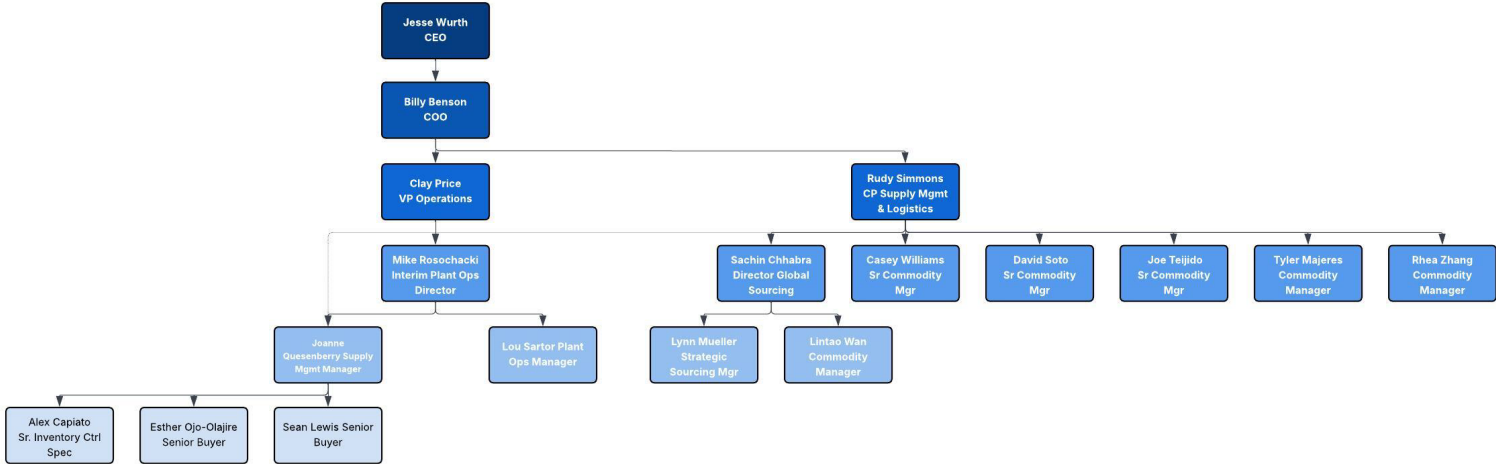 Jesse Wurth
CEO
Billy Benson
COO
Clay Price
VP Operations
Rudy Simmons
CP Supply Mgmt
& Logistics
Mike Rosochacki
Interim Plant Ops
Director
Sachin Chhabra
Director Global
Sourcing
Casey Williams
Sr Commodity
Mgr
David Soto
Sr Commodity
Mgr
Joe Teijido
Sr Commodity
Mgr
Tyler Majeres
Commodity
Manager
Rhea Zhang
Commodity
Manager
Joanne
Quesenberry Supply
Mgmt Manager
Lou Sartor Plant
Ops Manager
Lynn Mueller
Strategic
Sourcing Mgr
Lintao Wan
Commodity
Manager
Alex Capiato
Sr. Inventory Ctrl
Spec
Esther Ojo-Olajire
Senior Buyer
Sean Lewis Senior
Buyer